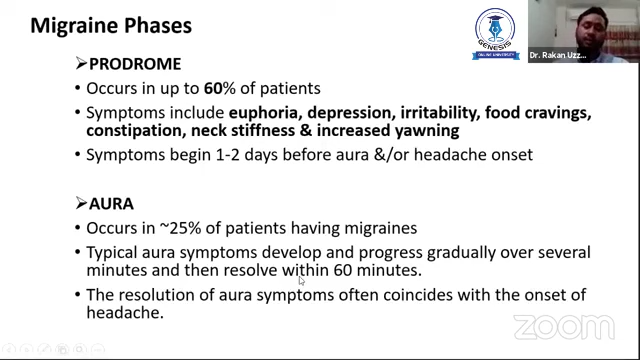 Migraine Phases
GENESIS
ONLINE UNIVERSITY
Dr. Rakan Uzz...
➢PRODROME
• Occurs in up to 60% of patients
• Symptoms include euphoria, depression, irritability, food cravings,
constipation, neck stiffness & increased yawning
• Symptoms begin 1-2 days before aura &/or headache onset
➢AURA
• Occurs in ~25% of patients having migraines
• Typical aura symptoms develop and progress gradually over several
minutes and then resolve within 60 minutes.
• The resolution of aura symptoms often coincides with the onset of
headache.
zoom